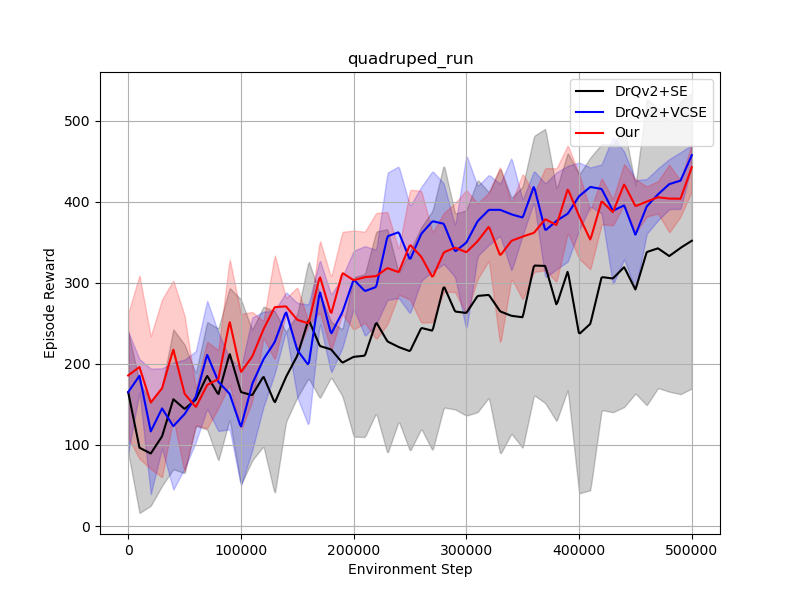 quadruped_run
DrQv2+SE
DrQv2+VCSE
Our
Episode Reward
500
400
300
200
100
0
0 100000 200000 300000 400000 500000
Environment Step